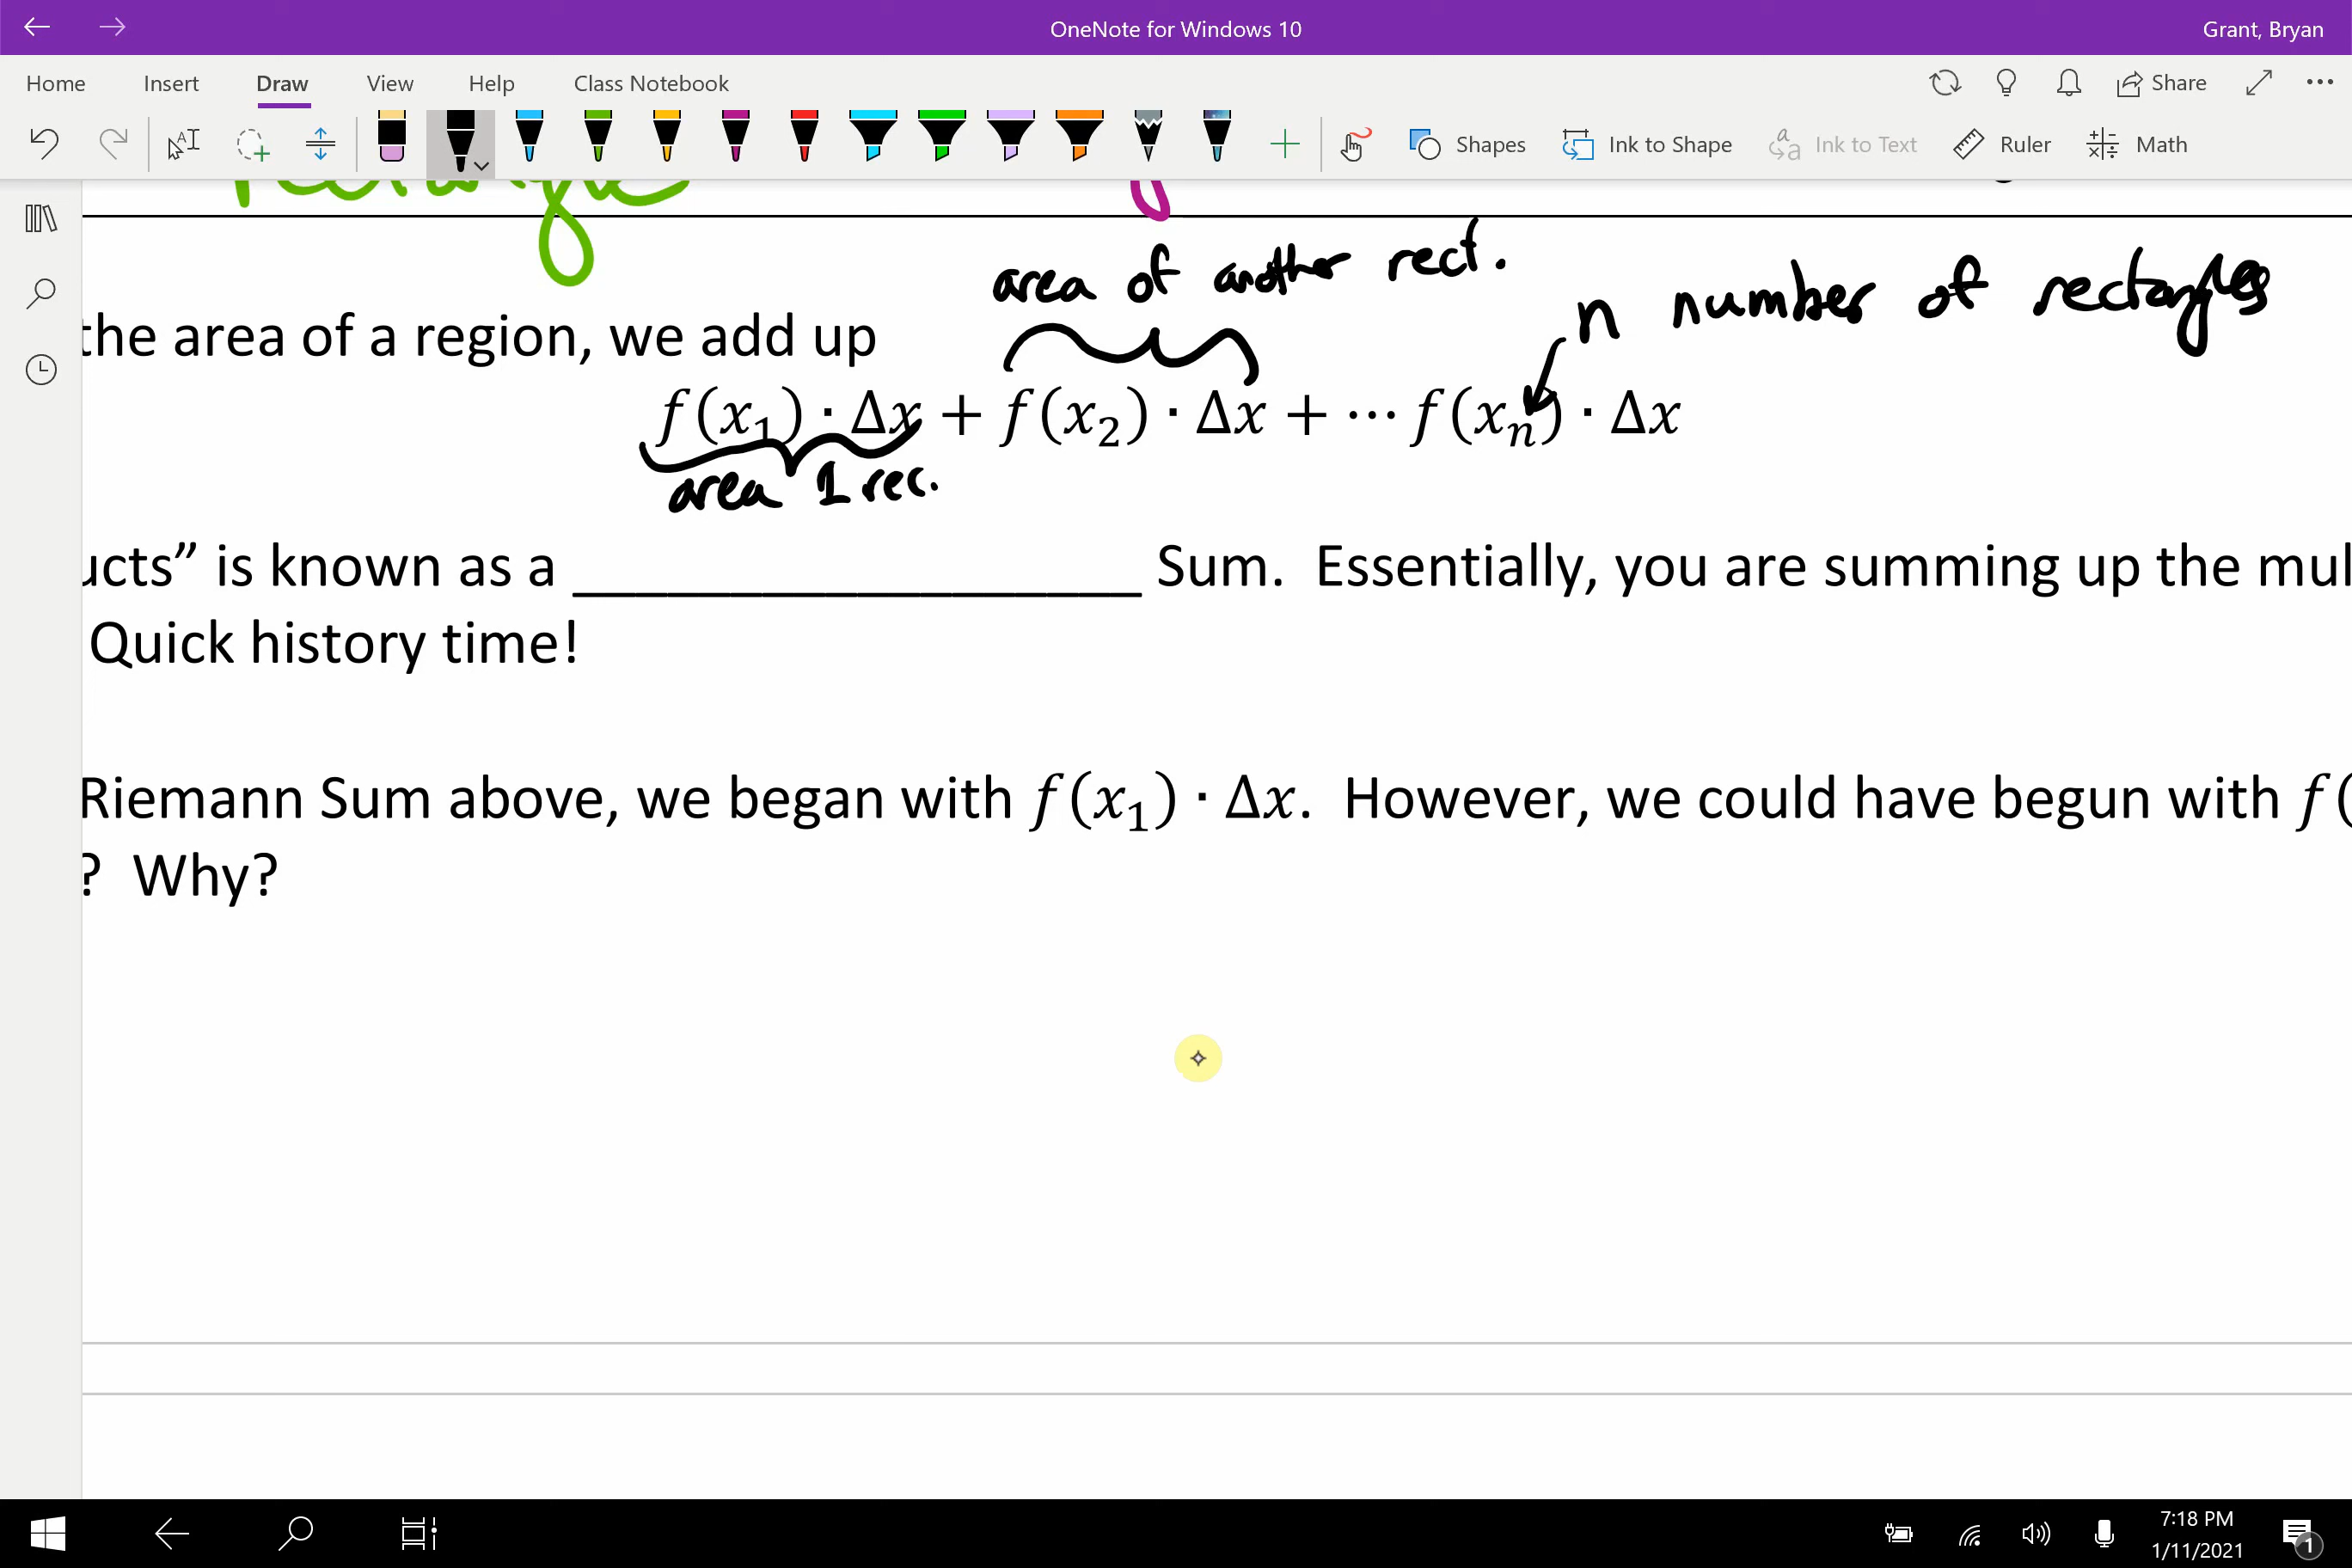 OneNote for Windows 10
Grant, Bryan
Home Insert Draw View Help Class Notebook Share
Shapes Ink to Shape Ink to Text Ruler Math
rectangle
area of another rect.
n number of rectangles
the area of a region, we add up
f(x₁) · Δx + f(x₂) · Δx + ⋯ f(xₙ) · Δx
area 1 rec.
ucts” is known as a __________________ Sum. Essentially, you are summing up the mul
Quick history time!
Riemann Sum above, we began with f(x₁) · Δx. However, we could have begun with f(
? Why?
7:18 PM
1/11/2021
1